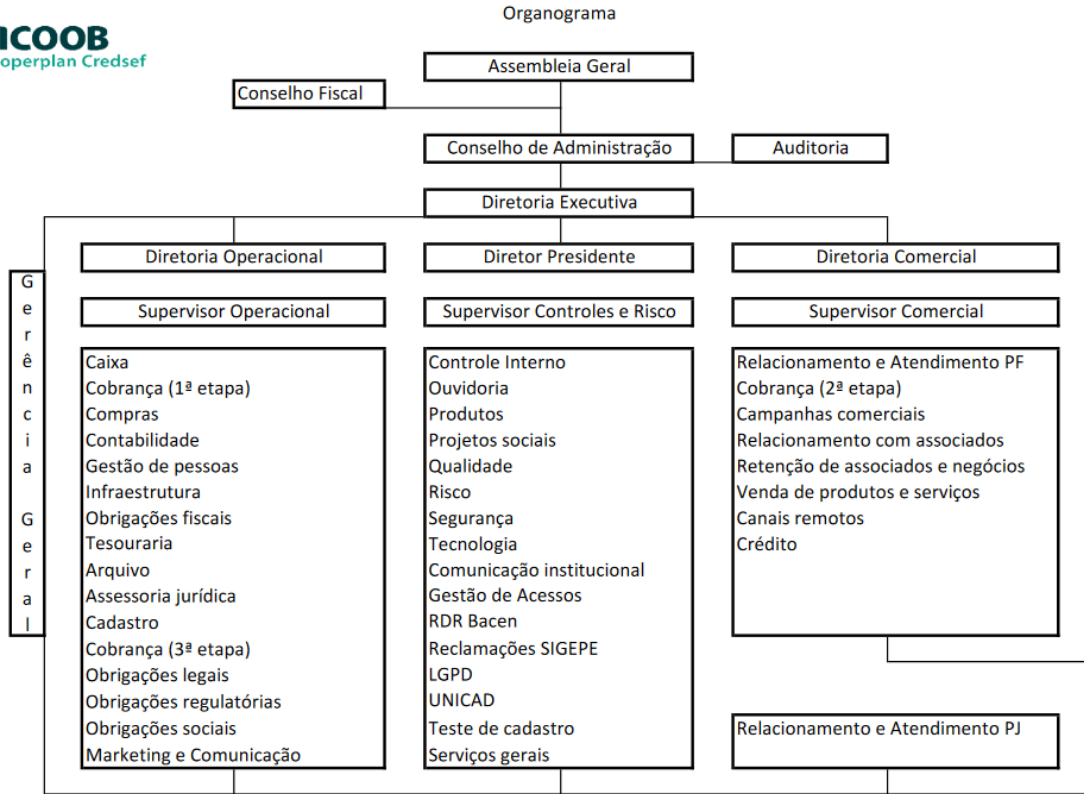 Organograma
ICOOB
operplan Credsef
Assembleia Geral
Conselho Fiscal
Conselho de Administração
Auditoria
Diretoria Executiva
Diretoria Operacional
Diretor Presidente
Diretoria Comercial
Gerência Geral
Supervisor Operacional
Supervisor Controles e Risco
Supervisor Comercial
Caixa
Cobrança (1ª etapa)
Compras
Contabilidade
Gestão de pessoas
Infraestrutura
Obrigações fiscais
Tesouraria
Arquivo
Assessoria jurídica
Cadastro
Cobrança (3ª etapa)
Obrigações legais
Obrigações regulatórias
Obrigações sociais
Marketing e Comunicação
Controle Interno
Ouvidoria
Produtos
Projetos sociais
Qualidade
Risco
Segurança
Tecnologia
Comunicação institucional
Gestão de Acessos
RDR Bacen
Reclamações SIGEPE
LGPD
UNICAD
Teste de cadastro
Serviços gerais
Relacionamento e Atendimento PF
Cobrança (2ª etapa)
Campanhas comerciais
Relacionamento com associados
Retenção de associados e negócios
Venda de produtos e serviços
Canais remotos
Crédito
Relacionamento e Atendimento PJ